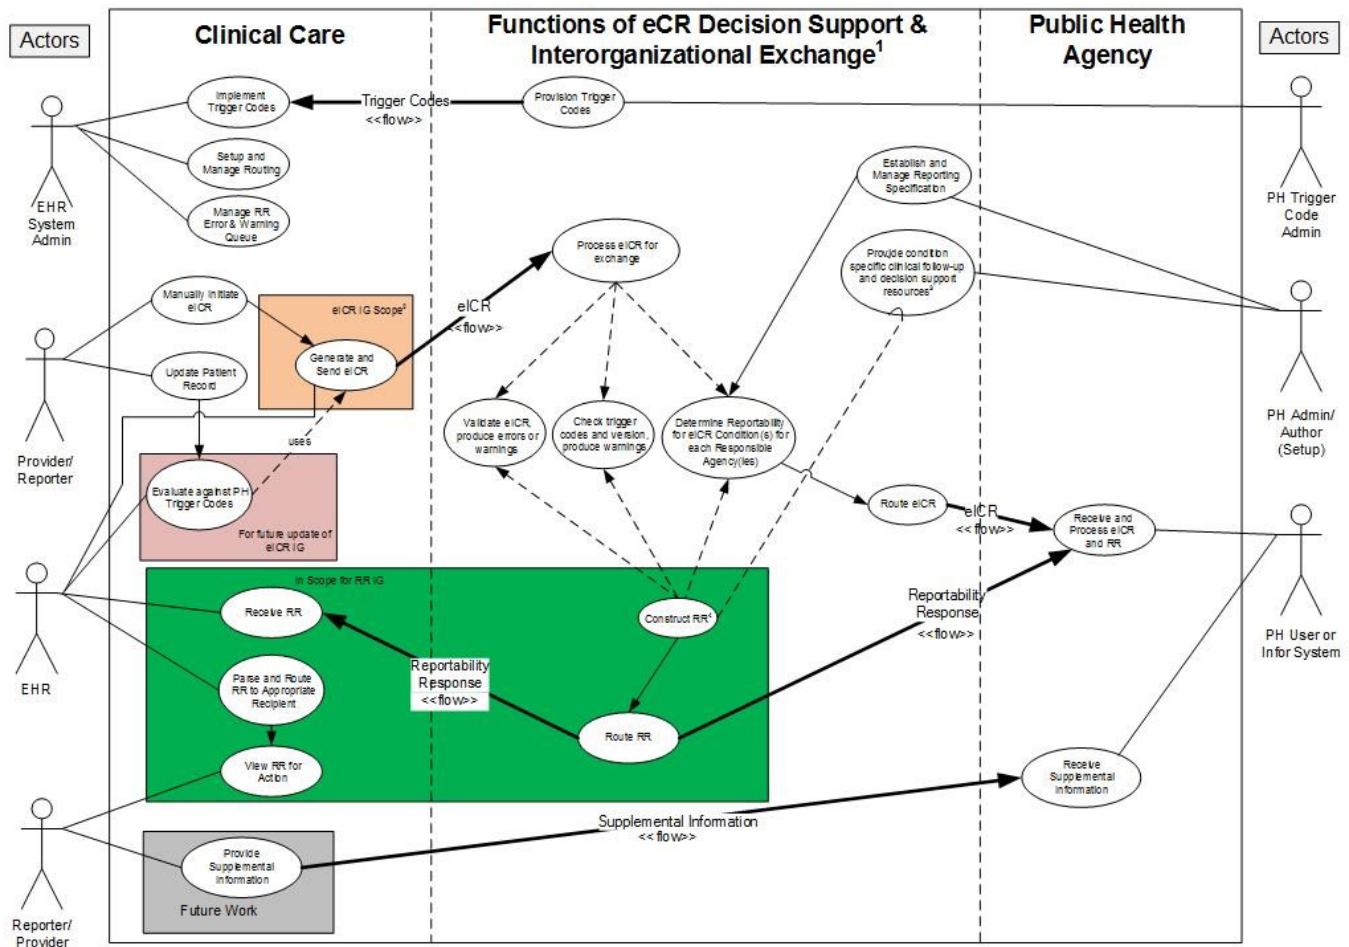 Actors
Clinical Care
Functions of eCR Decision Support &
Interorganizational Exchange1
Public Health
Agency
Actors
Implement
Trigger Codes
Trigger Codes
<<flow>>
Provision Trigger
Codes
Setup and
Manage Routing
Manage RR
Error & Warning
Queue
EHR
System
Admin
Establish and
Manage Reporting
Specification
PH Trigger
Code
Admin
Process eICR for
exchange
Provide condition
specific clinical follow-up
and decision support
resources
Manually Initiate
eICR
eICR IG Scope
eICR
<<flow>>
Generate and
Send eICR
Update Patient
Record
uses
Provider/
Reporter
Validate eICR,
produce errors or
warnings
Check trigger
codes and version,
produce warnings
Determine Reportability
for eICR Condition(s) for
each Responsible
Agency(ies)
PH Admin/
Author
(Setup)
Evaluate against PH
Trigger Codes
For future update of
eICR IG
Route eICR
eICR
<<flow>>
Receive and
Process eICR
and RR
In Scope for RR IG
Receive RR
Construct RR
Reportability
Response
<<flow>>
PH User or
Infor System
EHR
Reportability
Response
<<flow>>
Parse and Route
RR to Appropriate
Recipient
Route RR
View RR for
Action
Receive
Supplemental
Information
Supplemental Information
<<flow>>
Provide
Supplemental
Information
Future Work
Reporter/
Provider